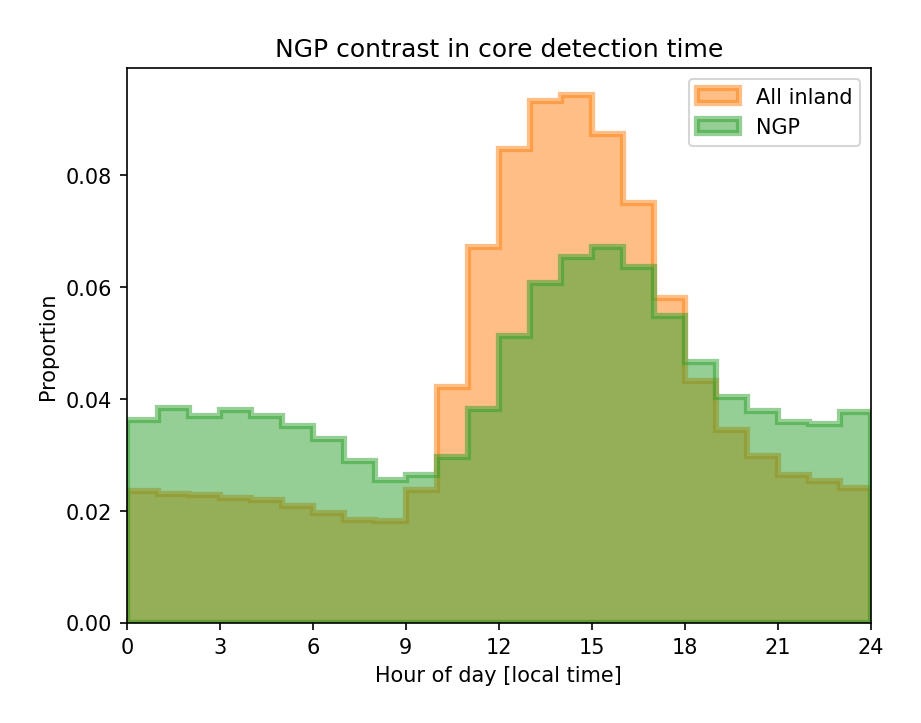 NGP contrast in core detection time
All inland
NGP
Proportion
0.08
0.06
0.04
0.02
0.00
0 3 6 9 12 15 18 21 24
Hour of day [local time]